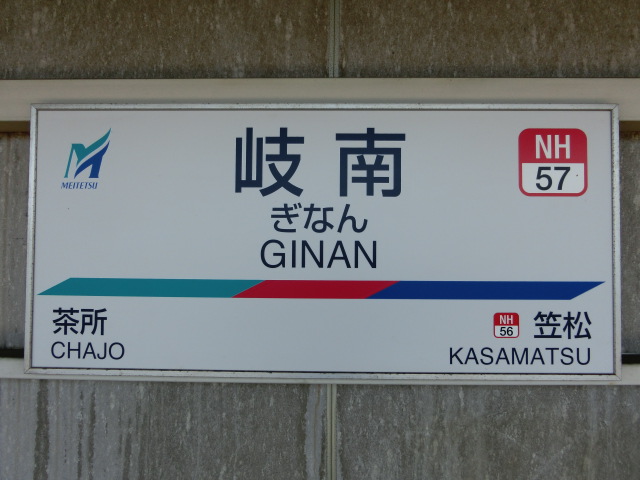 MEITETSU
岐南
ぎなん
GINAN
NH
57
茶所
CHAJO
NH
56
笠松
KASAMATSU